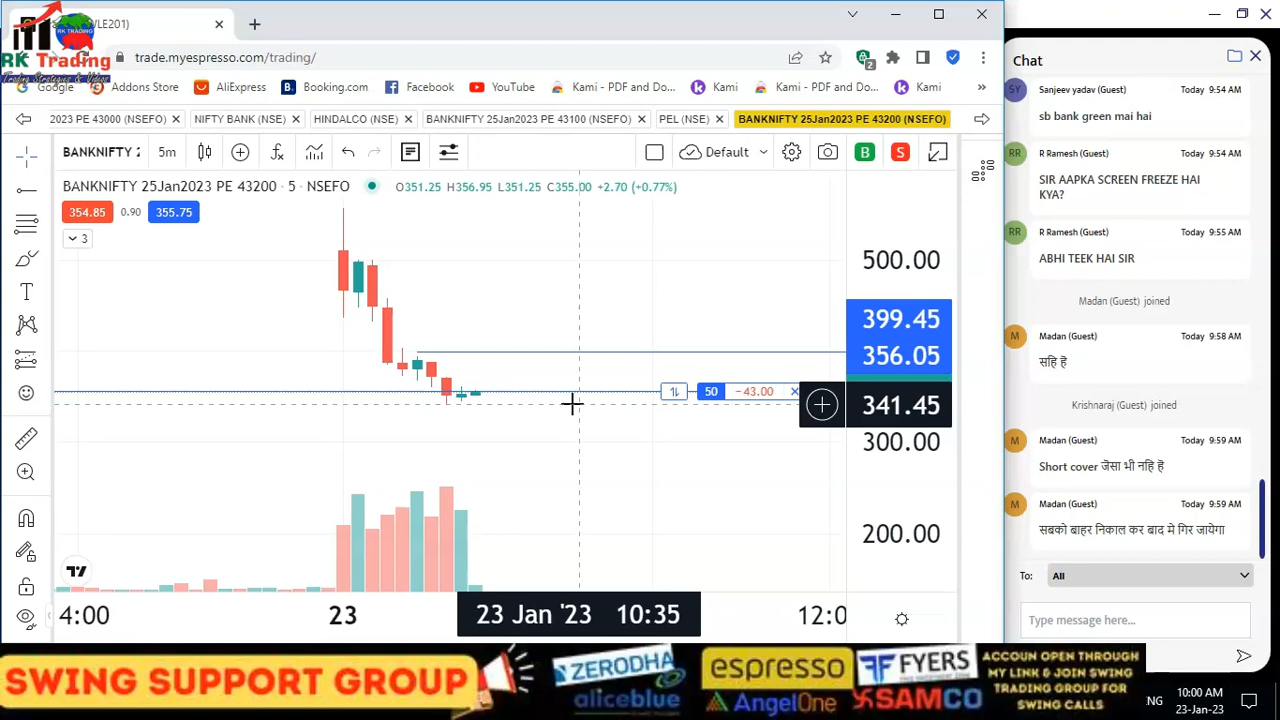 /LE201)
RK Trading
Trading Strategies & Videos
trade.myespresso.com/trading/
2
Google
Addons Store
AliExpress
Booking.com
Facebook
YouTube
Kami - PDF and Do...
Kami
Kami - PDF and Do...
Kami
»
2023 PE 43000 (NSEFO)
NIFTY BANK (NSE)
HINDALCO (NSE)
BANKNIFTY 25Jan2023 PE 43100 (NSEFO)
PEL (NSE)
BANKNIFTY 25Jan2023 PE 43200 (NSEFO)
BANKNIFTY 2
5m
Default
B
S
BANKNIFTY 25Jan2023 PE 43200 · 5 · NSEFO
O351.25 H356.95 L351.25 C355.00 +2.70 (+0.77%)
354.85
0.90
355.75
3
500.00
399.45
356.05
50
−43.00
341.45
300.00
200.00
4:00
23
23 Jan '23 10:35
12:0
Chat
SY
Sanjeev yadav (Guest)
Today 9:54 AM
sb bank green mai hai
RR
R Ramesh (Guest)
Today 9:54 AM
SIR AAPKA SCREEN FREEZE HAI
KYA?
RR
R Ramesh (Guest)
Today 9:55 AM
ABHI TEEK HAI SIR
Madan (Guest) joined
M
Madan (Guest)
Today 9:58 AM
सहि है
Krishnaraj (Guest) joined
M
Madan (Guest)
Today 9:59 AM
Short cover जेसा भी नहि है
M
Madan (Guest)
Today 9:59 AM
सबको बाहर निकाल कर बाद मे गिर जायेगा
To:
All
Type message here...
SWING SUPPORT GROUP
ZERODHA
aliceblue
espresso
AngelOne
FYERS
SAMCO
ACCOUN OPEN THROUGH
MY LINK & JOIN SWING
TRADING GROUP FOR
SWING CALLS
ENG
10:00 AM
23-Jan-23